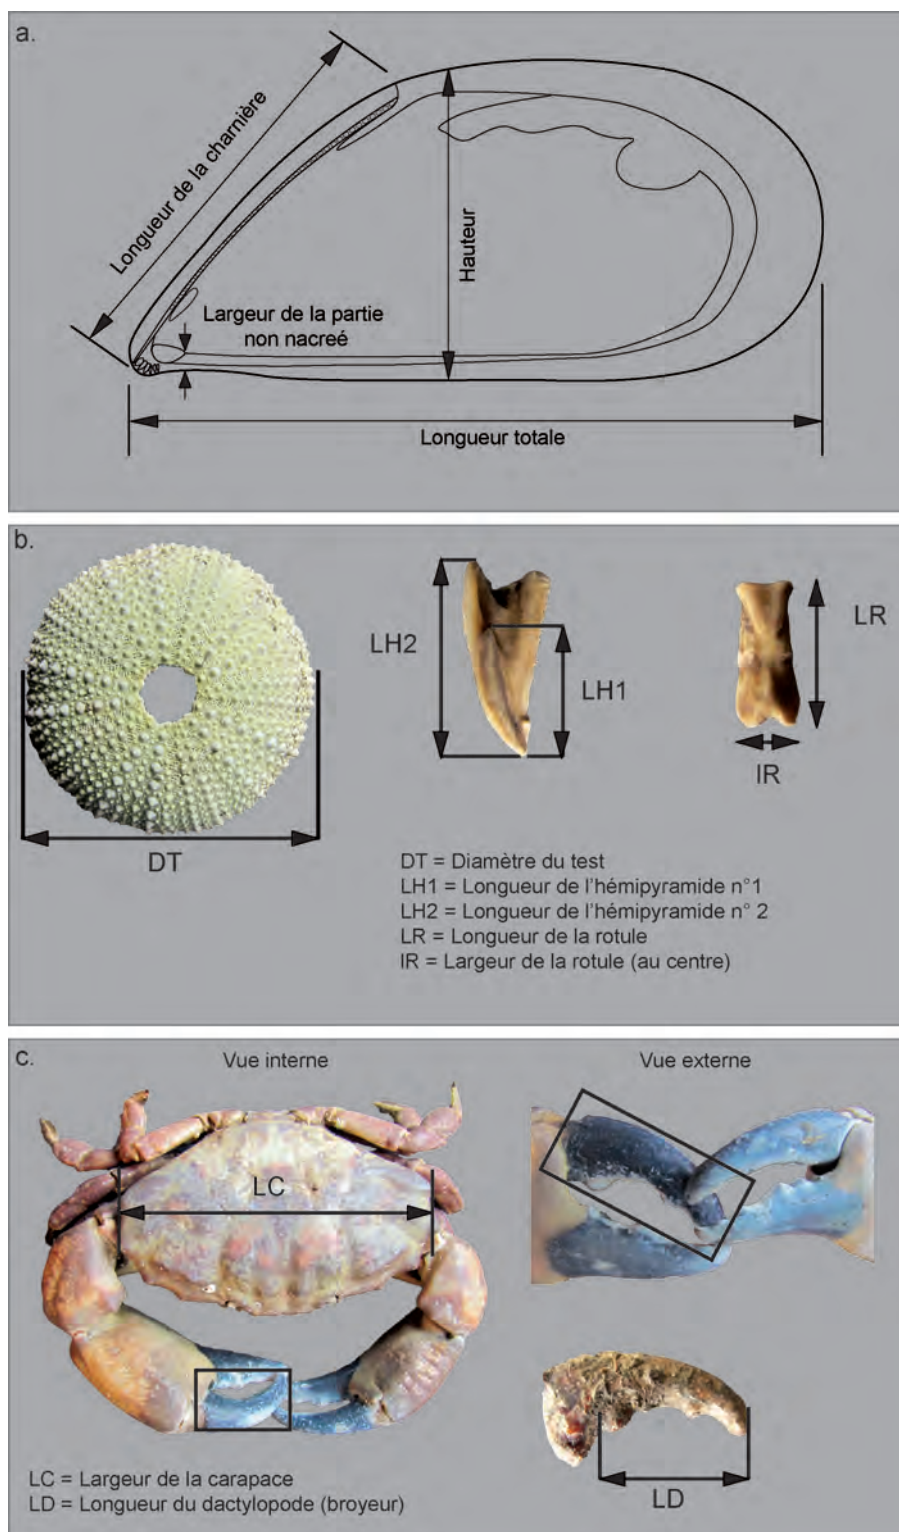 a.
Longueur de la charnière
Largeur de la partie
non nacreé
Hauteur
Longueur totale
b.
LH2
LH1
LR
lR
DT
DT = Diamètre du test
LH1 = Longueur de l'hémipyramide n°1
LH2 = Longueur de l'hémipyramide n° 2
LR = Longueur de la rotule
lR = Largeur de la rotule (au centre)
c.
Vue interne
Vue externe
LC
LD
LC = Largeur de la carapace
LD = Longueur du dactylopode (broyeur)